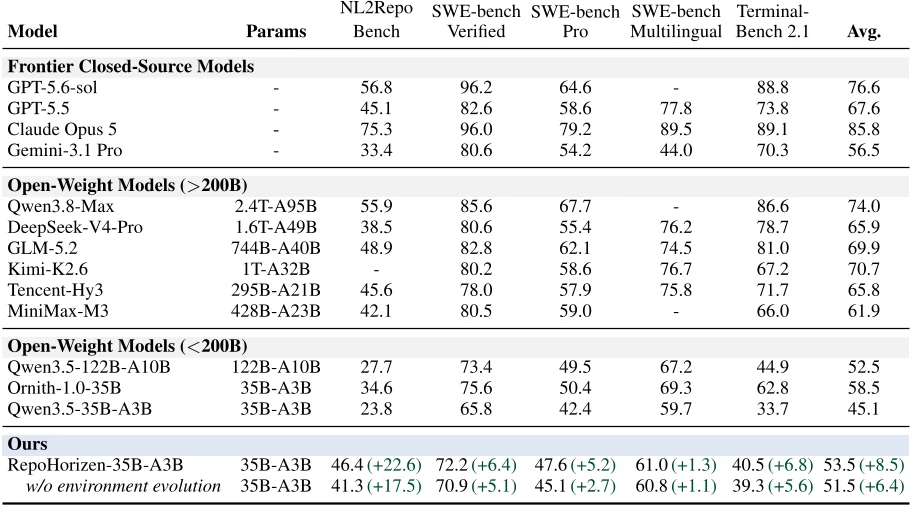 Model Params NL2Repo Bench SWE-bench Verified SWE-bench Pro SWE-bench Multilingual Terminal-Bench 2.1 Avg.
Frontier Closed-Source Models
GPT-5.6-sol - 56.8 96.2 64.6 - 88.8 76.6
GPT-5.5 - 45.1 82.6 58.6 77.8 73.8 67.6
Claude Opus 5 - 75.3 96.0 79.2 89.5 89.1 85.8
Gemini-3.1 Pro - 33.4 80.6 54.2 44.0 70.3 56.5
Open-Weight Models (>200B)
Qwen3.8-Max 2.4T-A95B 55.9 85.6 67.7 - 86.6 74.0
DeepSeek-V4-Pro 1.6T-A49B 38.5 80.6 55.4 76.2 78.7 65.9
GLM-5.2 744B-A40B 48.9 82.8 62.1 74.5 81.0 69.9
Kimi-K2.6 1T-A32B - 80.2 58.6 76.7 67.2 70.7
Tencent-Hy3 295B-A21B 45.6 78.0 57.9 75.8 71.7 65.8
MiniMax-M3 428B-A23B 42.1 80.5 59.0 - 66.0 61.9
Open-Weight Models (<200B)
Qwen3.5-122B-A10B 122B-A10B 27.7 73.4 49.5 67.2 44.9 52.5
Ornith-1.0-35B 35B-A3B 34.6 75.6 50.4 69.3 62.8 58.5
Qwen3.5-35B-A3B 35B-A3B 23.8 65.8 42.4 59.7 33.7 45.1
Ours
RepoHorizen-35B-A3B 35B-A3B 46.4 (+22.6) 72.2 (+6.4) 47.6 (+5.2) 61.0 (+1.3) 40.5 (+6.8) 53.5 (+8.5)
w/o environment evolution 35B-A3B 41.3 (+17.5) 70.9 (+5.1) 45.1 (+2.7) 60.8 (+1.1) 39.3 (+5.6) 51.5 (+6.4)